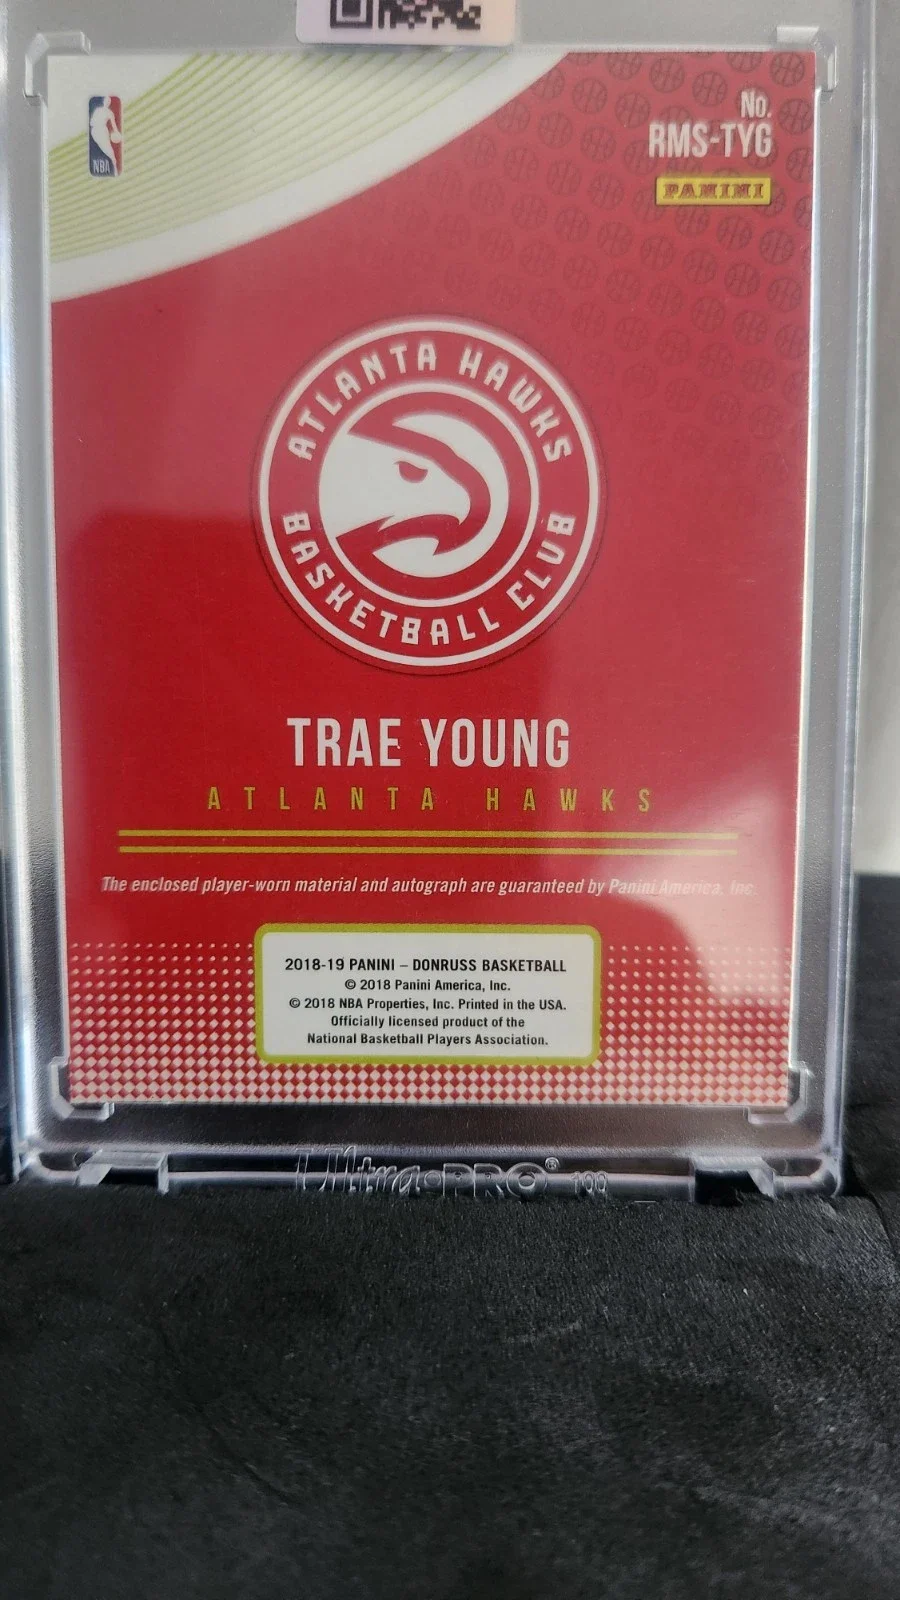 NBA
No.
RMS-TYG
PANINI
ATLANTA HAWKS
BASKETBALL CLUB
TRAE YOUNG
ATLANTA HAWKS
The enclosed player-worn material and autograph are guaranteed by Panini America, Inc.
2018-19 PANINI – DONRUSS BASKETBALL
© 2018 Panini America, Inc.
© 2018 NBA Properties, Inc. Printed in the USA.
Officially licensed product of the
National Basketball Players Association.
Ultra•PRO® 100